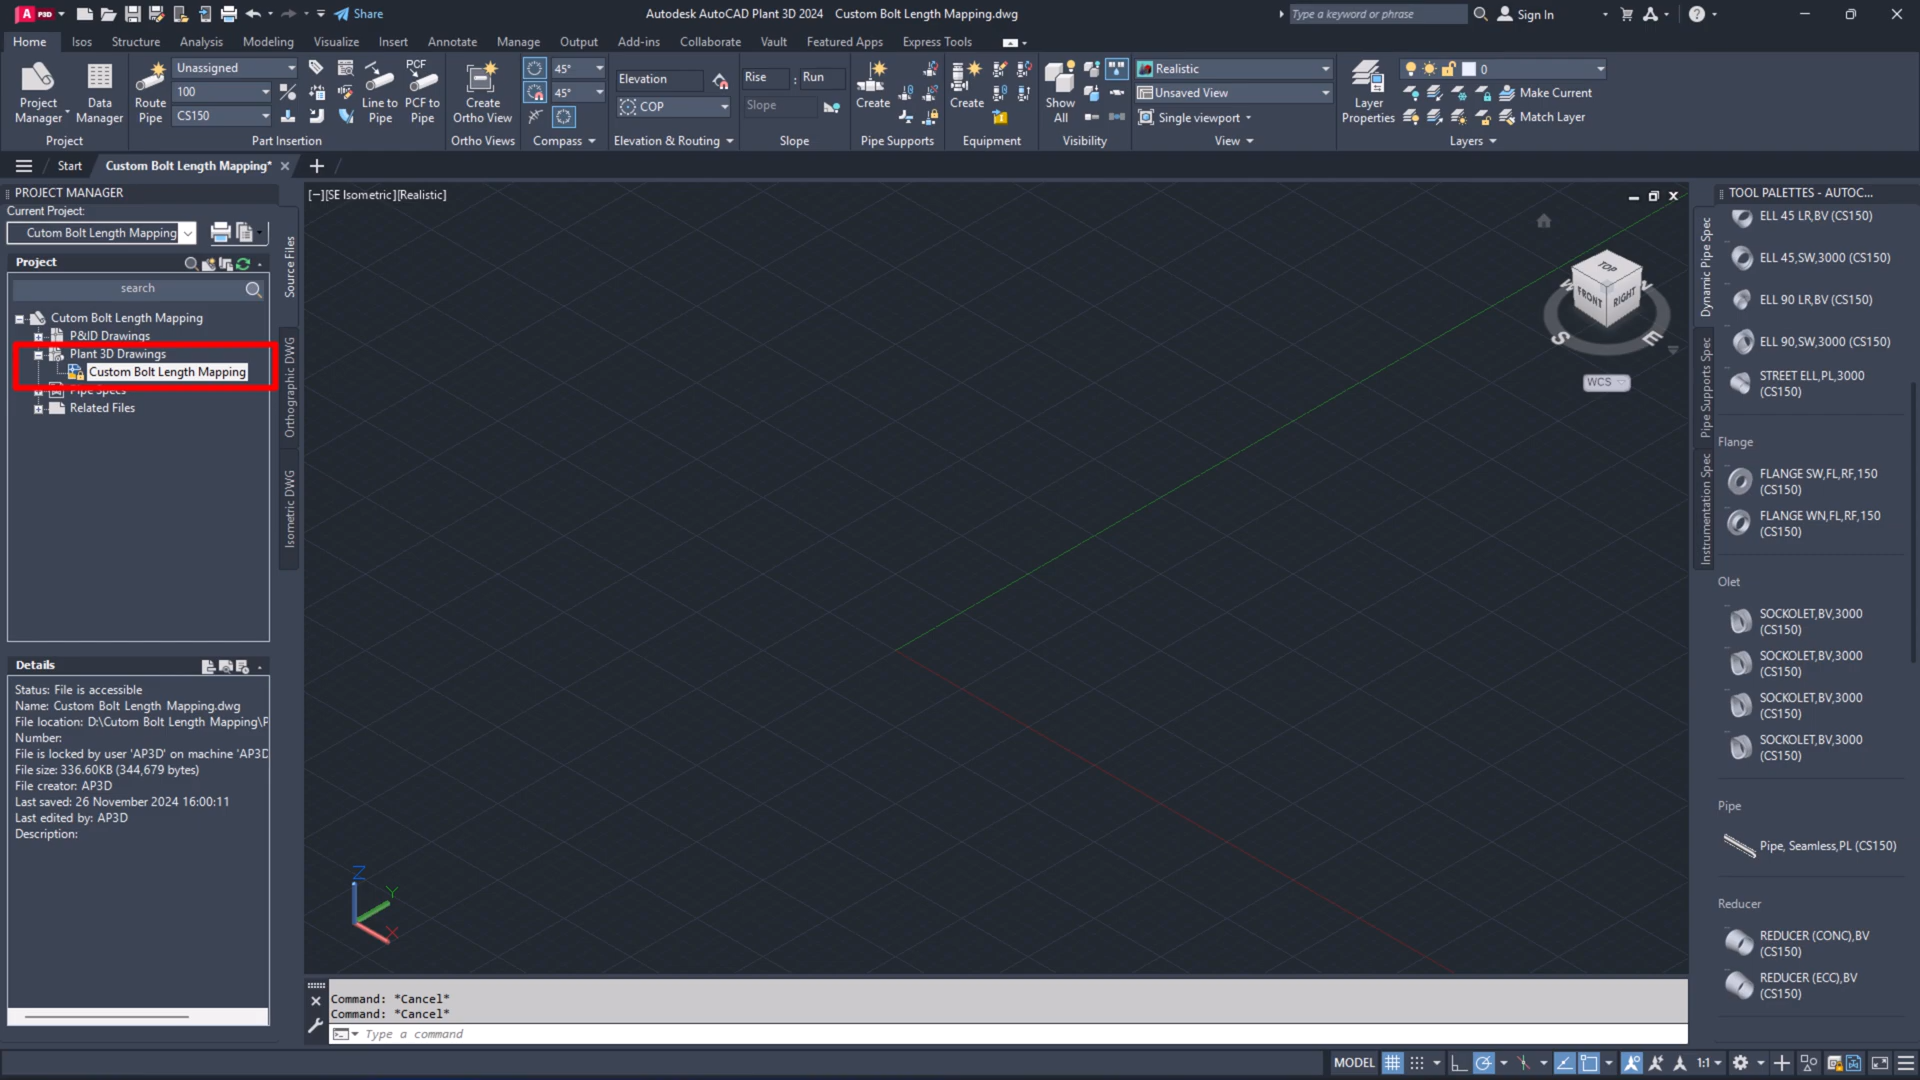 A P3D
Share
Autodesk AutoCAD Plant 3D 2024 Custom Bolt Length Mapping.dwg
Type a keyword or phrase
Sign In
Home Isos Structure Analysis Modeling Visualize Insert Annotate Manage Output Add-ins Collaborate Vault Featured Apps Express Tools
Project Manager
Data Manager
Project
Route Pipe
Unassigned
100
CS150
Line to Pipe
PCF
PCF to Pipe
Part Insertion
Create Ortho View
Ortho Views
45°
45°
Compass
Elevation
COP
Elevation & Routing
Rise : Run
Slope
Slope
Create
Pipe Supports
Create
Equipment
Show All
Visibility
Realistic
Unsaved View
Single viewport
View
Layer Properties
0
Make Current
Match Layer
Layers
Start
Custom Bolt Length Mapping*
PROJECT MANAGER
Current Project:
Cutom Bolt Length Mapping
Project
search
Cutom Bolt Length Mapping
P&ID Drawings
Plant 3D Drawings
Custom Bolt Length Mapping
Pipe Specs
Related Files
Source Files
Orthographic DWG
Isometric DWG
Details
Status: File is accessible
Name: Custom Bolt Length Mapping.dwg
File location: D:\Cutom Bolt Length Mapping\P
Number:
File is locked by user 'AP3D' on machine 'AP3D
File size: 336.60KB (344,679 bytes)
File creator: AP3D
Last saved: 26 November 2024 16:00:11
Last edited by: AP3D
Description:
[−][SE Isometric][Realistic]
TOP
FRONT
RIGHT
W
N
S
E
WCS
Z
Y
X
Command: *Cancel*
Command: *Cancel*
Type a command
TOOL PALETTES - AUTOC...
Dynamic Pipe Spec
Pipe Supports Spec
Instrumentation Spec
ELL 45 LR,BV (CS150)
ELL 45,SW,3000 (CS150)
ELL 90 LR,BV (CS150)
ELL 90,SW,3000 (CS150)
STREET ELL,PL,3000
(CS150)
Flange
FLANGE SW,FL,RF,150
(CS150)
FLANGE WN,FL,RF,150
(CS150)
Olet
SOCKOLET,BV,3000
(CS150)
SOCKOLET,BV,3000
(CS150)
SOCKOLET,BV,3000
(CS150)
SOCKOLET,BV,3000
(CS150)
Pipe
Pipe, Seamless,PL (CS150)
Reducer
REDUCER (CONC),BV
(CS150)
REDUCER (ECC),BV
(CS150)
MODEL
1:1